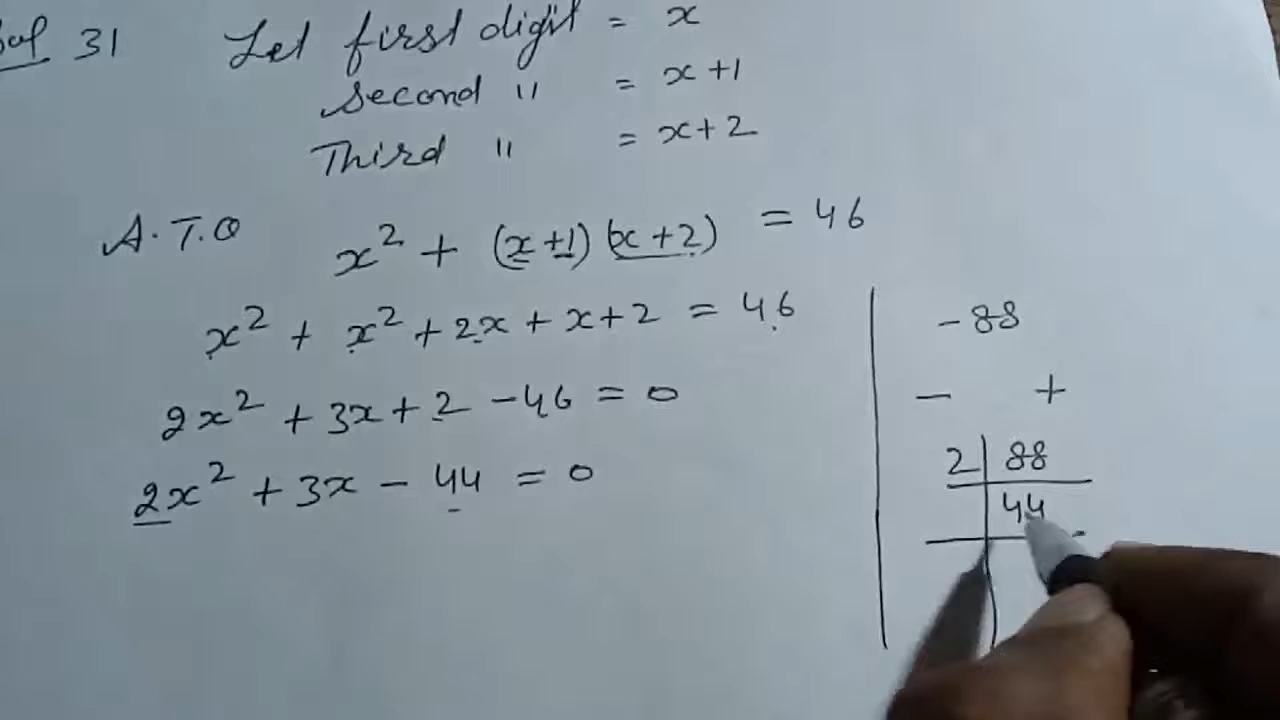 Sol 31 Let first digit = x
Second " = x+1
Third " = x+2
A.T.Q
x² + (x+1)(x+2) = 46
x² + x² + 2x + x + 2 = 46
2x² + 3x + 2 - 46 = 0
2x² + 3x - 44 = 0
- 88
- +
2 | 88
44